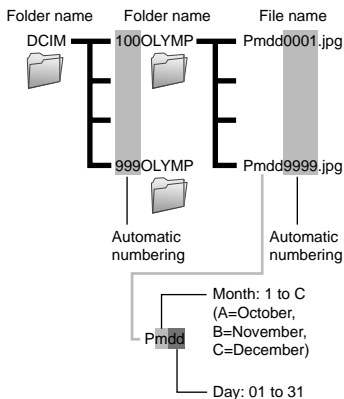 Folder name Folder name File name
DCIM 100OLYMP Pmdd0001.jpg
999OLYMP Pmdd9999.jpg
Automatic numbering
Automatic numbering
Month: 1 to C
(A=October,
B=November,
C=December)
Pmdd
Day: 01 to 31